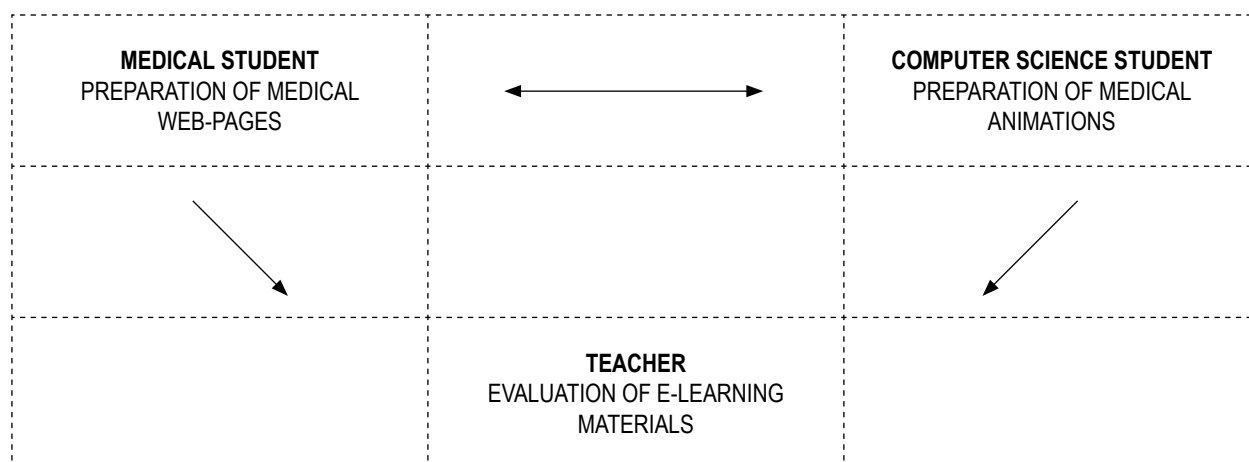 MEDICAL STUDENT
PREPARATION OF MEDICAL
WEB-PAGES
COMPUTER SCIENCE STUDENT
PREPARATION OF MEDICAL
ANIMATIONS
TEACHER
EVALUATION OF E-LEARNING
MATERIALS